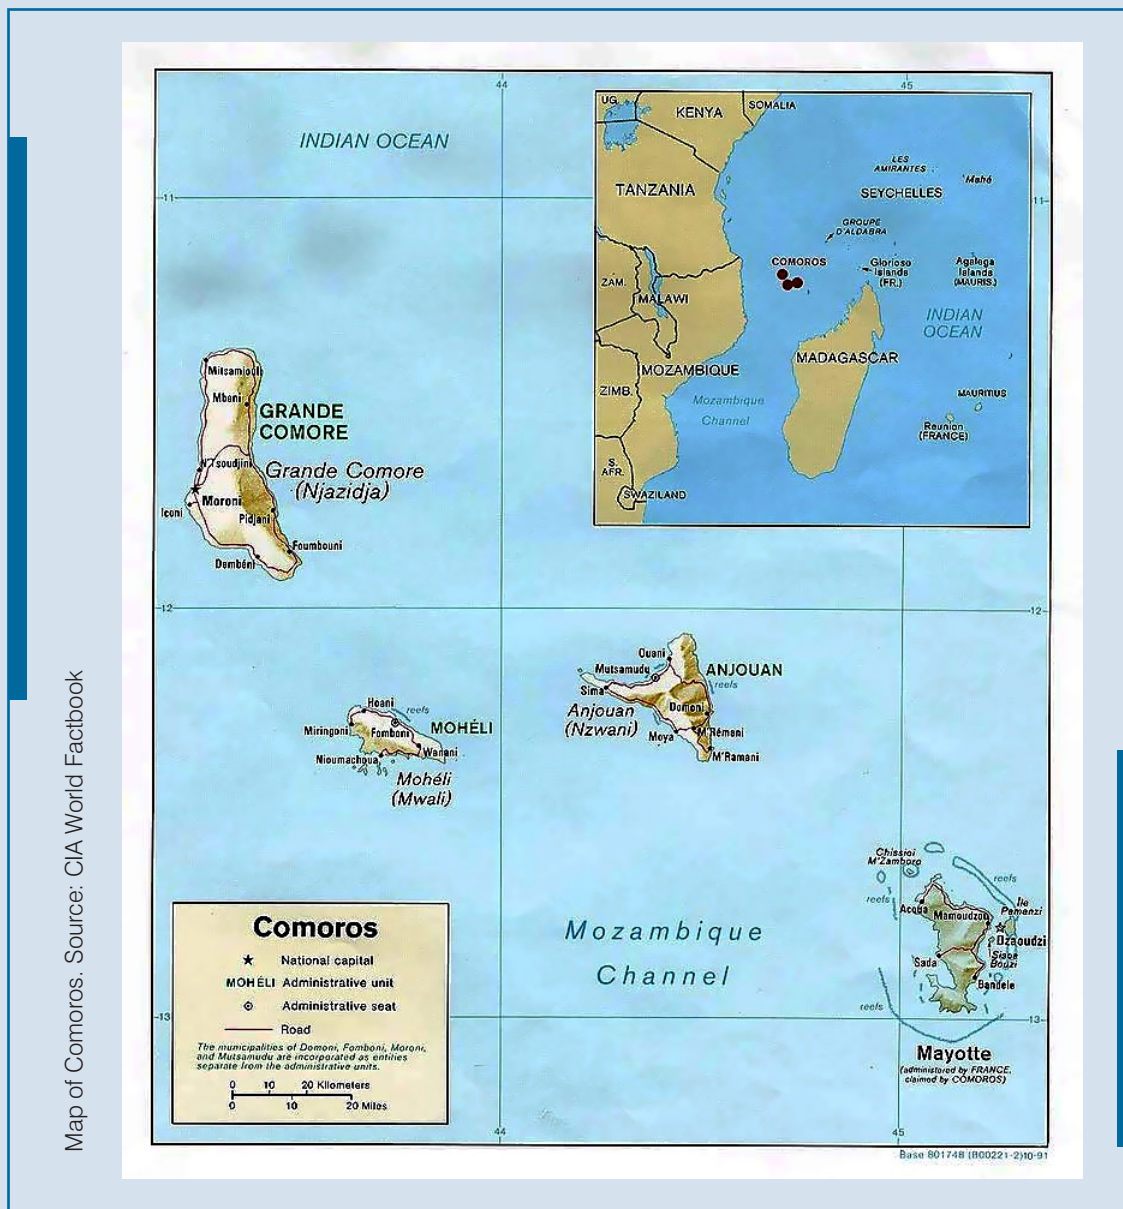 44
45
INDIAN OCEAN
11
11
UG.
KENYA
SOMALIA
TANZANIA
LES
AMIRANTES
Mahé
SEYCHELLES
GROUPE
D'ALDABRA
COMOROS
Glorioso
Islands
(FR.)
Agalega
Islands
(MAURIS.)
ZAM.
MALAWI
INDIAN
OCEAN
MADAGASCAR
MOZAMBIQUE
ZIMB.
Mozambique
Channel
MAURITIUS
Reunion
(FRANCE)
S.
AFR.
SWAZILAND
Mitsamiouli
Mbeni
GRANDE
COMORE
N'Tsoudjini
Grande Comore
(Njazidja)
Moroni
Iconi
Pidjani
Foumbouni
Dembéni
12
12
Ouani
Mutsamudu
ANJOUAN
reefs
Sima
Domoni
Anjouan
(Nzwani)
Moya
M'Rémani
M'Ramani
Hoani
reefs
Miringoni
Fomboni
MOHÉLI
Wanani
Nioumachoua
Mohéli
(Mwali)
Chissioi
M'Zamboro
reefs
reefs
Acoua
Mamoudzou
Ile
Pamanzi
Dzaoudzi
Sada
Bouzi
Bandele
reefs
Mozambique
Channel
13
13
Mayotte
(administered by FRANCE,
claimed by COMOROS)
Comoros
National capital
MOHÉLI Administrative unit
Administrative seat
Road
The municipalities of Domoni, Fomboni, Moroni,
and Mutsamudu are incorporated as entities
separate from the administrative units.
0 10 20 Kilometers
0 10 20 Miles
44
45
Base 801748 (B00221-2)10-91
Map of Comoros. Source: CIA World Factbook